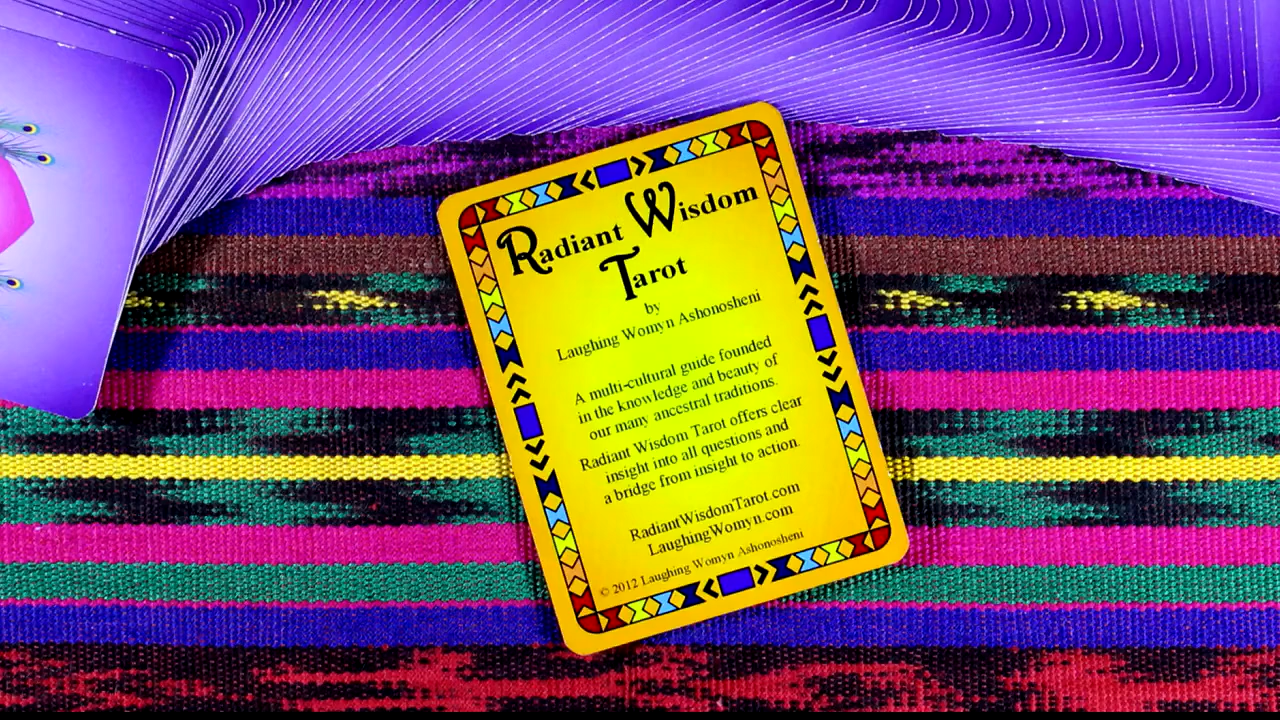 Radiant Wisdom
Tarot
by
Laughing Womyn Ashonosheni
A multi-cultural guide founded
in the knowledge and beauty of
our many ancestral traditions.
Radiant Wisdom Tarot offers clear
insight into all questions and
a bridge from insight to action.
RadiantWisdomTarot.com
LaughingWomyn.com
© 2012 Laughing Womyn Ashonosheni